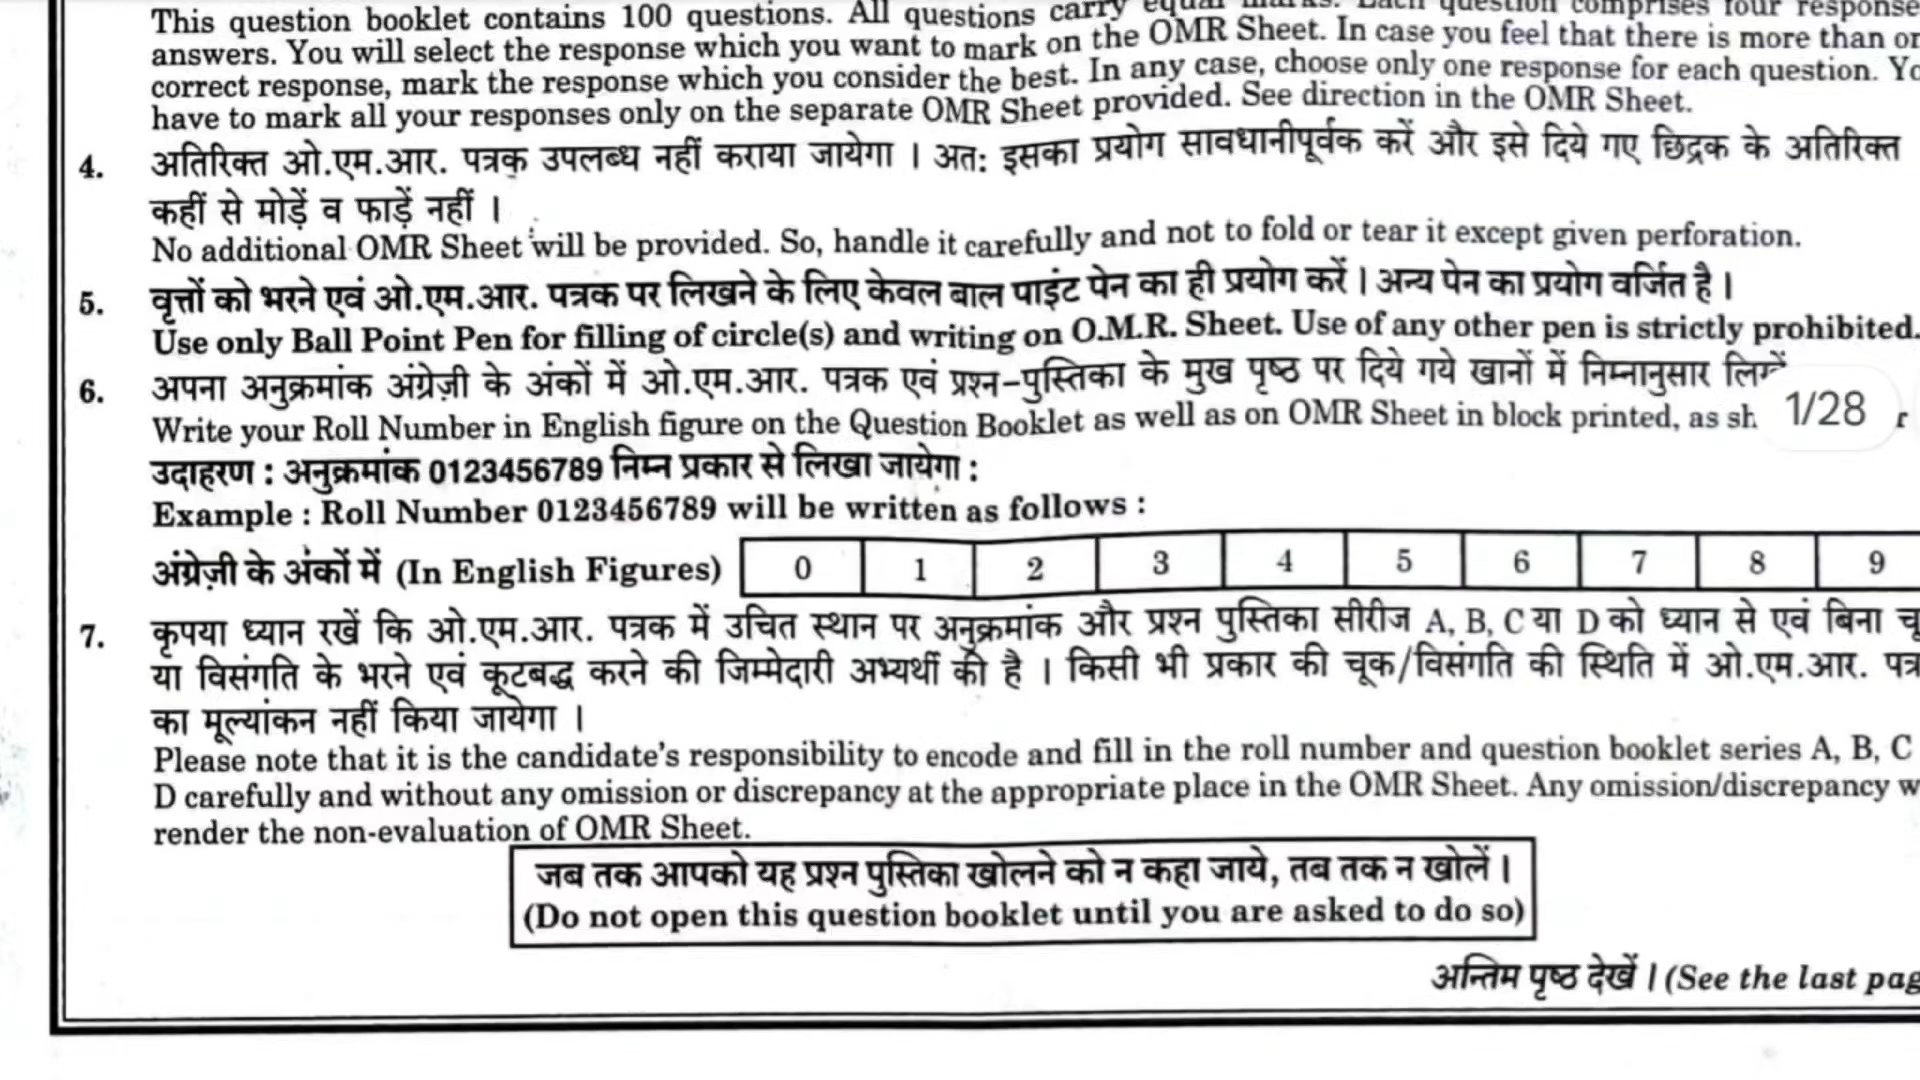 This question booklet contains 100 questions. All questions carry equal marks. Each question comprises four response
answers. You will select the response which you want to mark on the OMR Sheet. In case you feel that there is more than
correct response, mark the response which you consider the best. In any case, choose only one response for each question.
have to mark all your responses only on the separate OMR Sheet provided. See direction in the OMR Sheet.
4. अतिरिक्त ओ.एम.आर. पत्रक उपलब्ध नहीं कराया जायेगा । अत: इसका प्रयोग सावधानीपूर्वक करें और इसे दिये गए छिद्रक के अतिरिक्त
कहीं से मोड़ें व फाड़ें नहीं ।
No additional OMR Sheet will be provided. So, handle it carefully and not to fold or tear it except given perforation.
5. वृत्तों को भरने एवं ओ.एम.आर. पत्रक पर लिखने के लिए केवल बाल पाइंट पेन का ही प्रयोग करें । अन्य पेन का प्रयोग वर्जित है ।
Use only Ball Point Pen for filling of circle(s) and writing on O.M.R. Sheet. Use of any other pen is strictly prohibited.
6. अपना अनुक्रमांक अंग्रेज़ी के अंकों में ओ.एम.आर. पत्रक एवं प्रश्न-पुस्तिका के मुख पृष्ठ पर दिये गये खानों में निम्नानुसार लिखें
1/28
Write your Roll Number in English figure on the Question Booklet as well as on OMR Sheet in block printed, as
उदाहरण : अनुक्रमांक 0123456789 निम्न प्रकार से लिखा जायेगा :
Example : Roll Number 0123456789 will be written as follows :
अंग्रेज़ी के अंकों में (In English Figures) 0 1 2 3 4 5 6 7 8 9
7. कृपया ध्यान रखें कि ओ.एम.आर. पत्रक में उचित स्थान पर अनुक्रमांक और प्रश्न पुस्तिका सीरीज A, B, C या D को ध्यान से एवं बिना
या विसंगति के भरने एवं कूटबद्ध करने की जिम्मेदारी अभ्यर्थी की है । किसी भी प्रकार की चूक/विसंगति की स्थिति में ओ.एम.आर.
का मूल्यांकन नहीं किया जायेगा ।
Please note that it is the candidate's responsibility to encode and fill in the roll number and question booklet series A, B, C
D carefully and without any omission or discrepancy at the appropriate place in the OMR Sheet. Any omission/discrepancy
render the non-evaluation of OMR Sheet.
जब तक आपको यह प्रश्न पुस्तिका खोलने को न कहा जाये, तब तक न खोलें ।
(Do not open this question booklet until you are asked to do so)
अन्तिम पृष्ठ देखें । (See the last